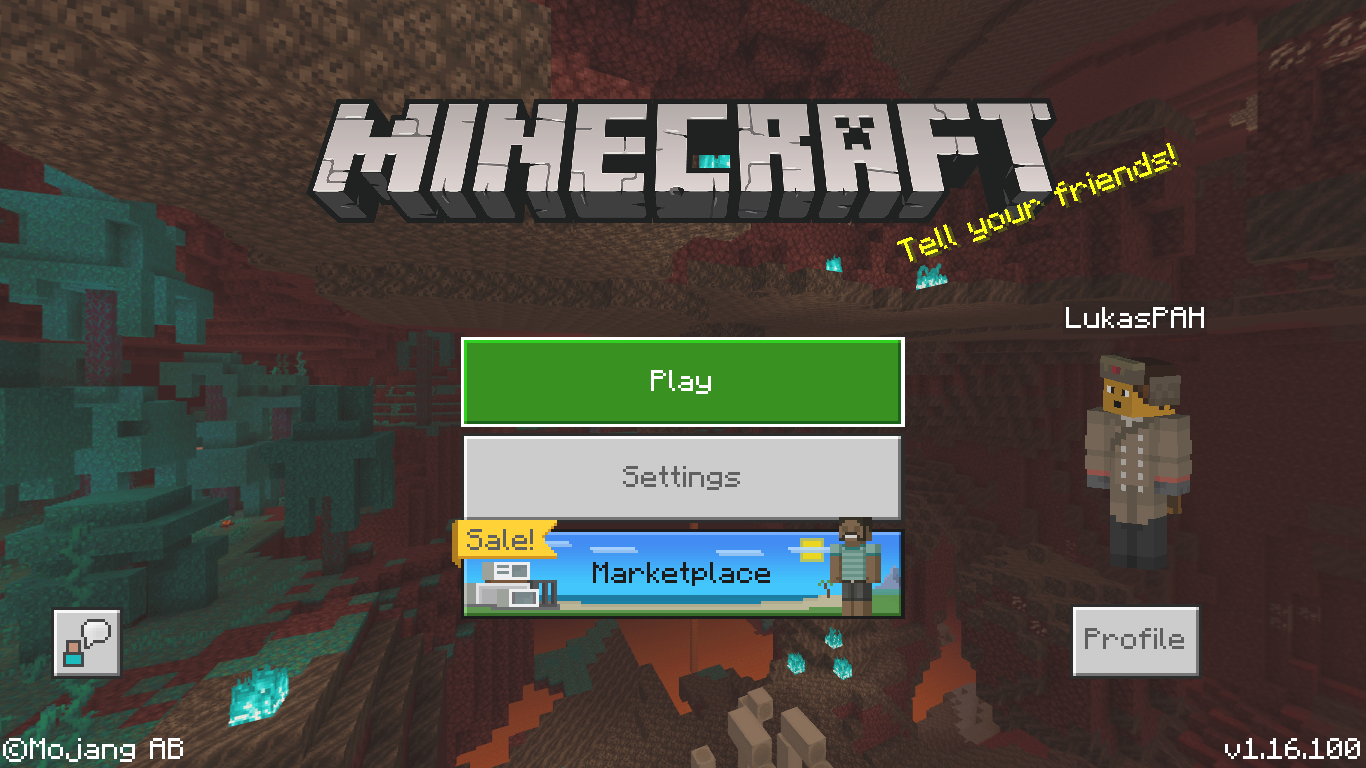 MINECRAFT
Tell your friends!
LukasPAH
Play
Settings
Sale!
Marketplace
Profile
©Mojang AB
v1.16.100